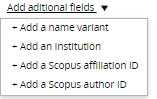 Add aditional fields ▼
+ Add a name variant
+ Add an Institution
+ Add a Scopus affiliation ID
+ Add a Scopus author ID